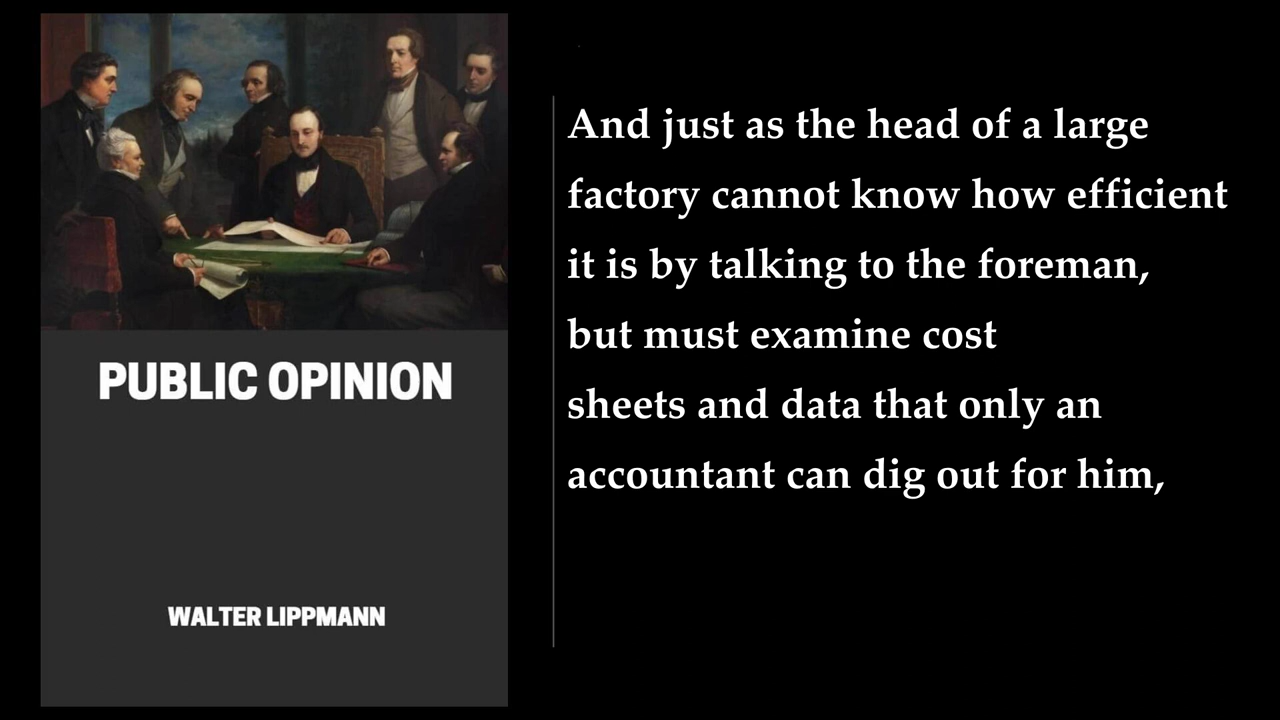 PUBLIC OPINION
WALTER LIPPMANN
And just as the head of a large
factory cannot know how efficient
it is by talking to the foreman,
but must examine cost
sheets and data that only an
accountant can dig out for him,